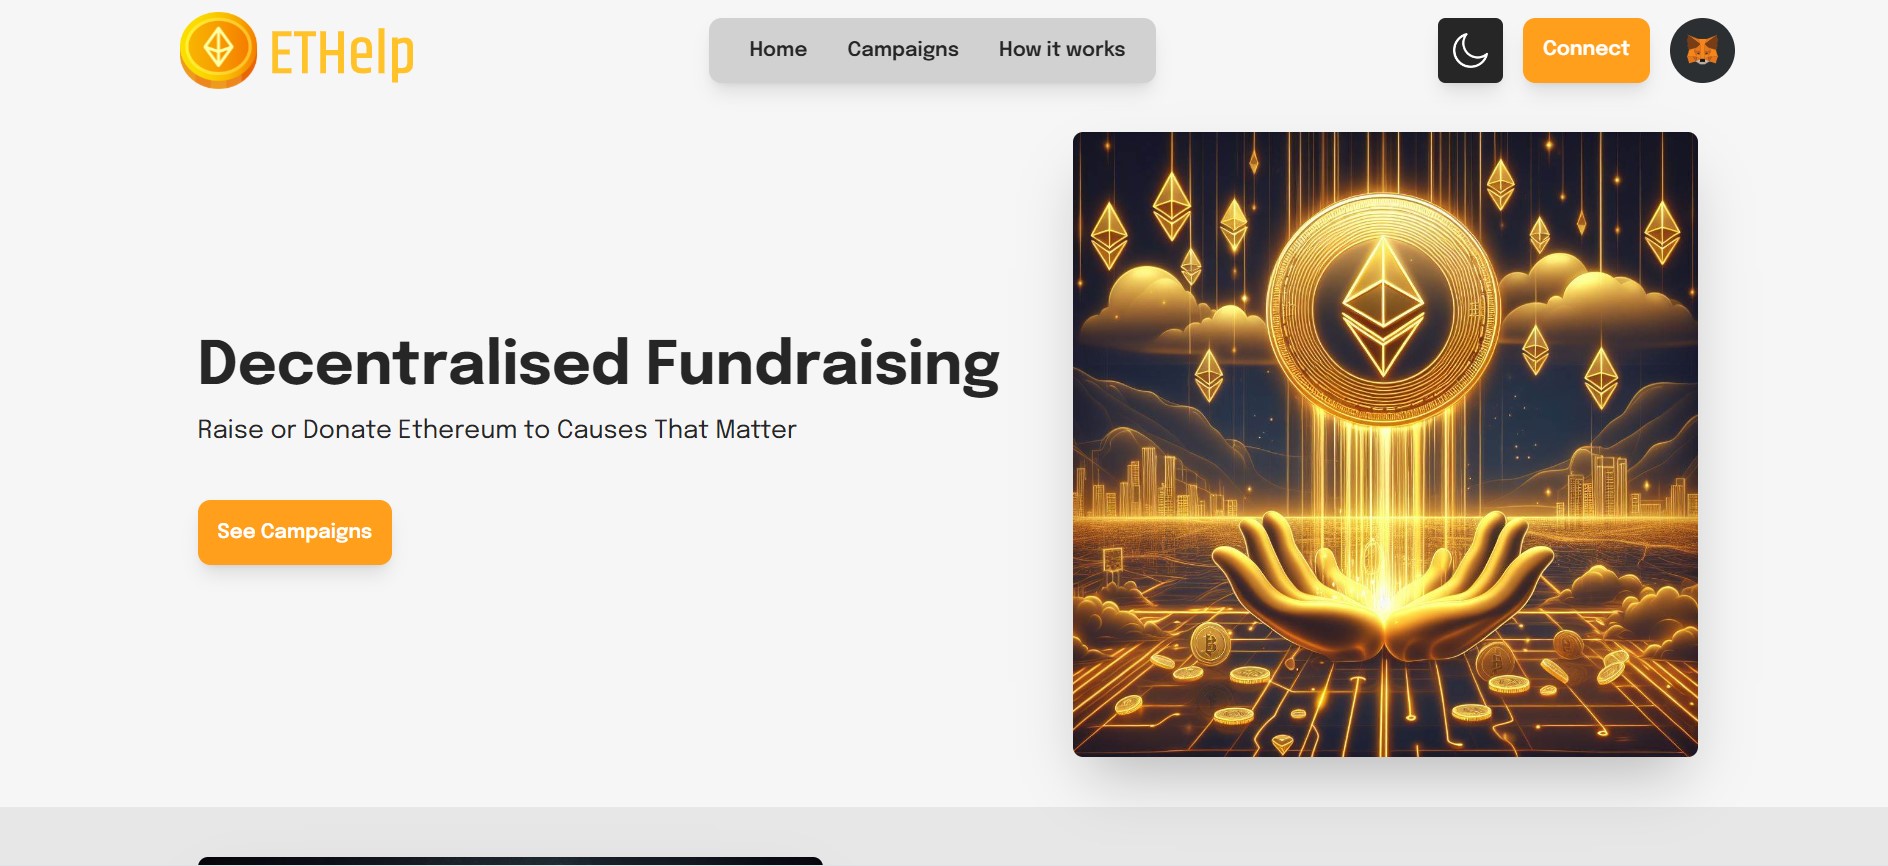 ETHelp
Home Campaigns How it works
Connect
Decentralised Fundraising
Raise or Donate Ethereum to Causes That Matter
See Campaigns